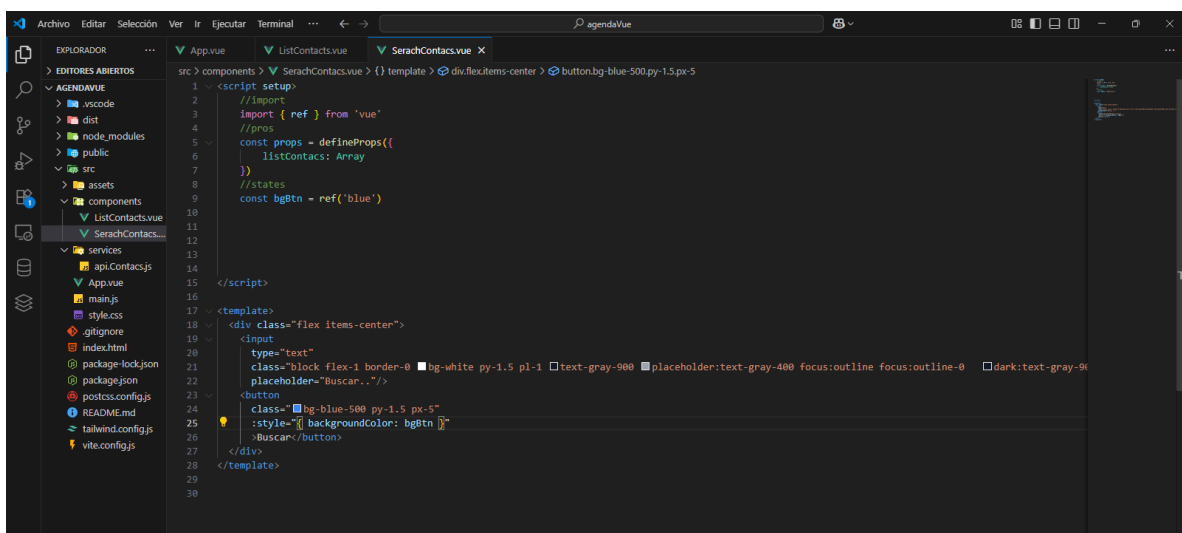 Archivo Editar Selección Ver Ir Ejecutar Terminal ··· ← → agendaVue
EXPLORADOR ···
> EDITORES ABIERTOS
AGENDAVUE
> .vscode
> dist
> node_modules
> public
src
> assets
components
ListContacts.vue
SerachContacs....
services
api.Contacs.js
App.vue
main.js
style.css
.gitignore
index.html
package-lock.json
package.json
postcss.config.js
README.md
tailwind.config.js
vite.config.js
1
App.vue ListContacts.vue SerachContacs.vue ×
src > components > SerachContacs.vue > {} template > div.flex.items-center > button.bg-blue-500.py-1.5.px-5
1 <script setup>
2 //import
3 import { ref } from 'vue'
4 //pros
5 const props = defineProps({
6 listContacs: Array
7 })
8 //states
9 const bgBtn = ref('blue')
10
11
12
13
14
15 </script>
16
17 <template>
18 <div class="flex items-center">
19 <input
20 type="text"
21 class="block flex-1 border-0 bg-white py-1.5 pl-1 text-gray-900 placeholder:text-gray-400 focus:outline focus:outline-0 dark:text-gray-90
22 placeholder="Buscar.."/>
23 <button
24 class="bg-blue-500 py-1.5 px-5"
25 :style="{ backgroundColor: bgBtn }"
26 >Buscar</button>
27 </div>
28 </template>
29
30